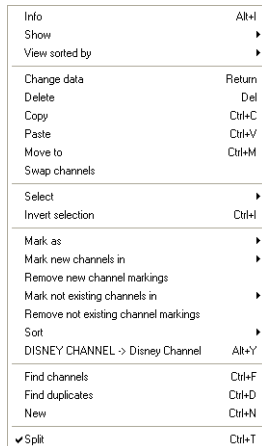 Info Alt+I
Show
View sorted by
Change data Return
Delete Del
Copy Ctrl+C
Paste Ctrl+V
Move to Ctrl+M
Swap channels
Select
Invert selection Ctrl+I
Mark as
Mark new channels in
Remove new channel markings
Mark not existing channels in
Remove not existing channel markings
Sort
DISNEY CHANNEL -> Disney Channel Alt+Y
Find channels Ctrl+F
Find duplicates Ctrl+D
New Ctrl+N
Split Ctrl+T